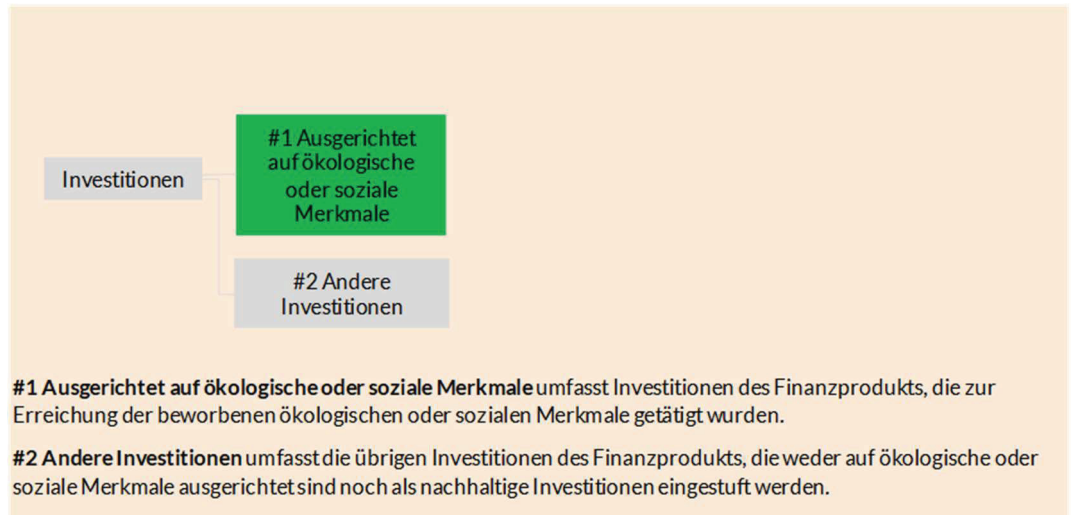 Investitionen
#1 Ausgerichtet
auf ökologische
oder soziale
Merkmale
#2 Andere
Investitionen
#1 Ausgerichtet auf ökologische oder soziale Merkmale umfasst Investitionen des Finanzprodukts, die zur
Erreichung der beworbenen ökologischen oder sozialen Merkmale getätigt wurden.
#2 Andere Investitionen umfasst die übrigen Investitionen des Finanzprodukts, die weder auf ökologische oder
soziale Merkmale ausgerichtet sind noch als nachhaltige Investitionen eingestuft werden.